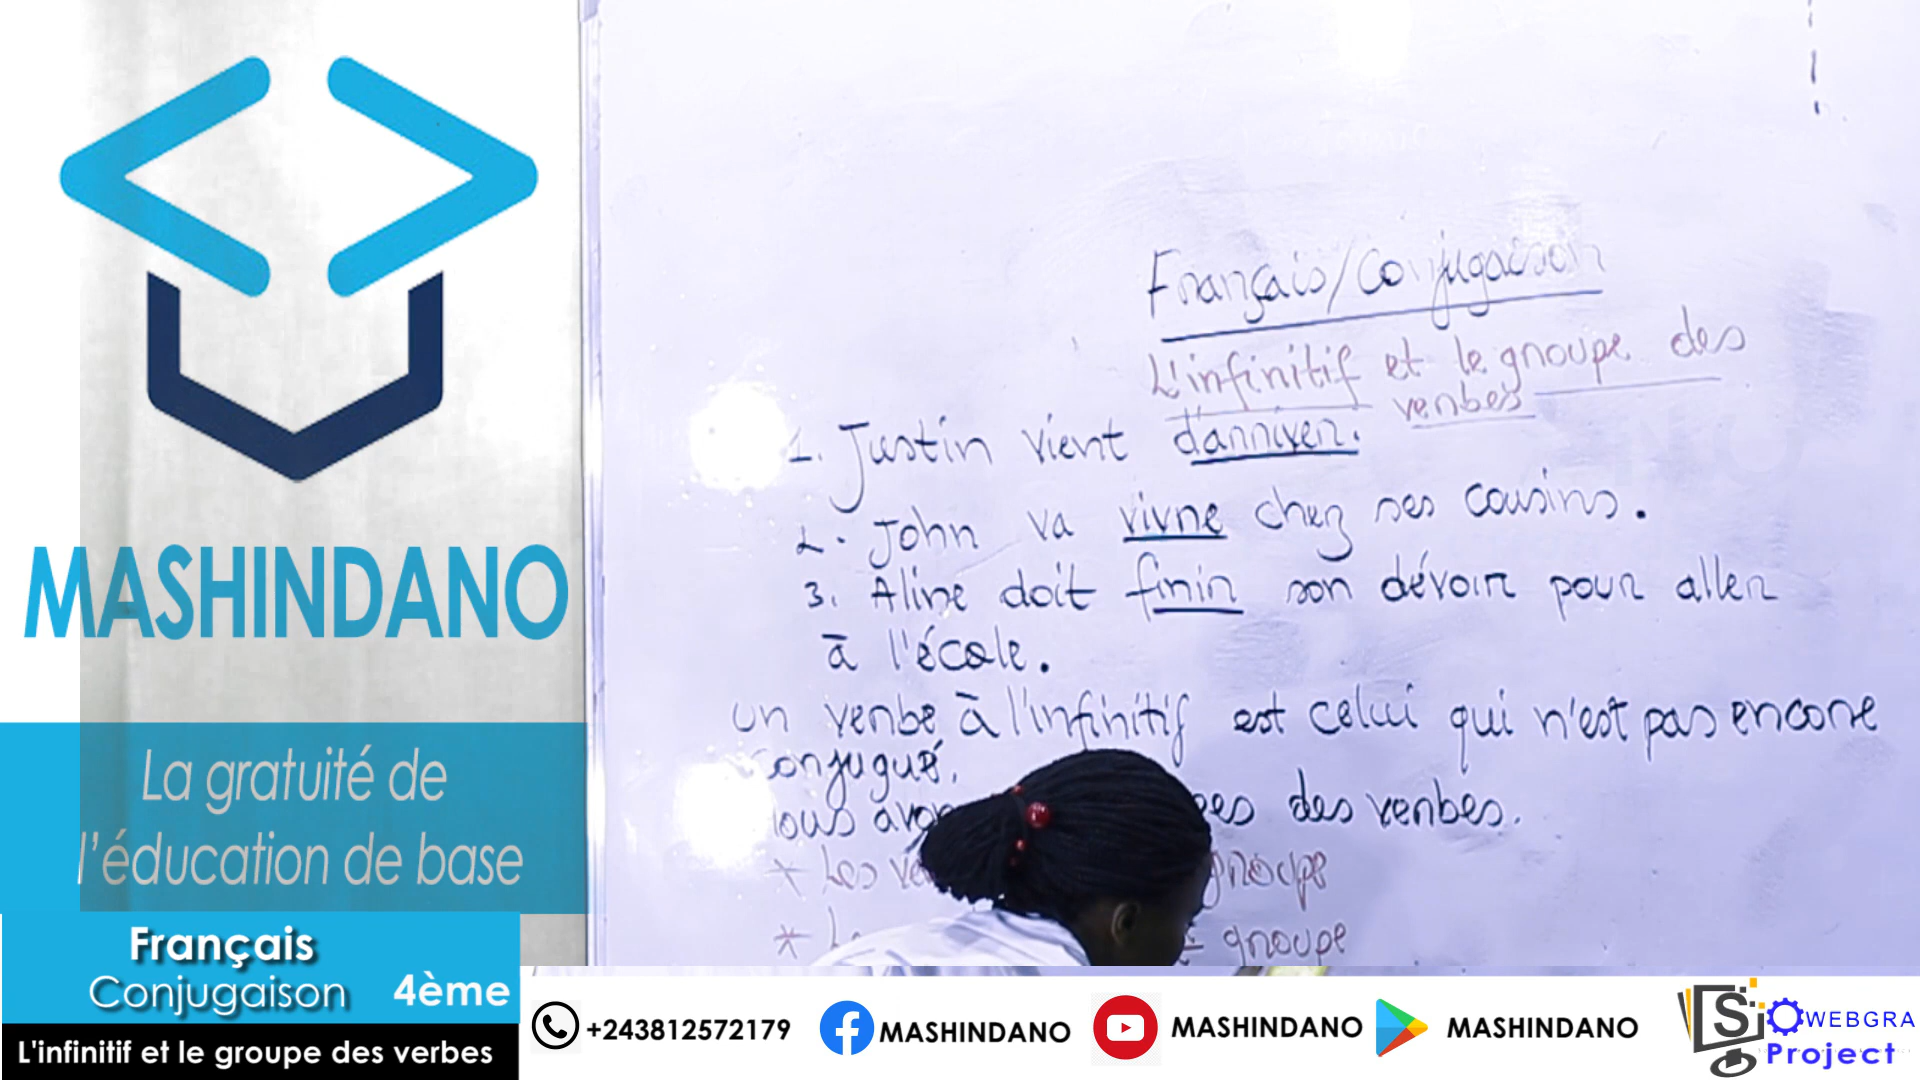 MASHINDANO
La gratuité de
l'éducation de base
Français
Conjugaison 4ème
L'infinitif et le groupe des verbes
Français/Conjugaison
L'infinitif et le groupe des
verbes
1. Justin vient d'arriver.
2. John va vivre chez ses cousins.
3. Aline doit finir son dévoir pour aller
à l'école.
un verbe à l'infinitif est celui qui n'est pas encore
conjugué.
des verbes.
* Les groupe
* groupe
+243812572179 MASHINDANO MASHINDANO MASHINDANO
WEBGRA
Project